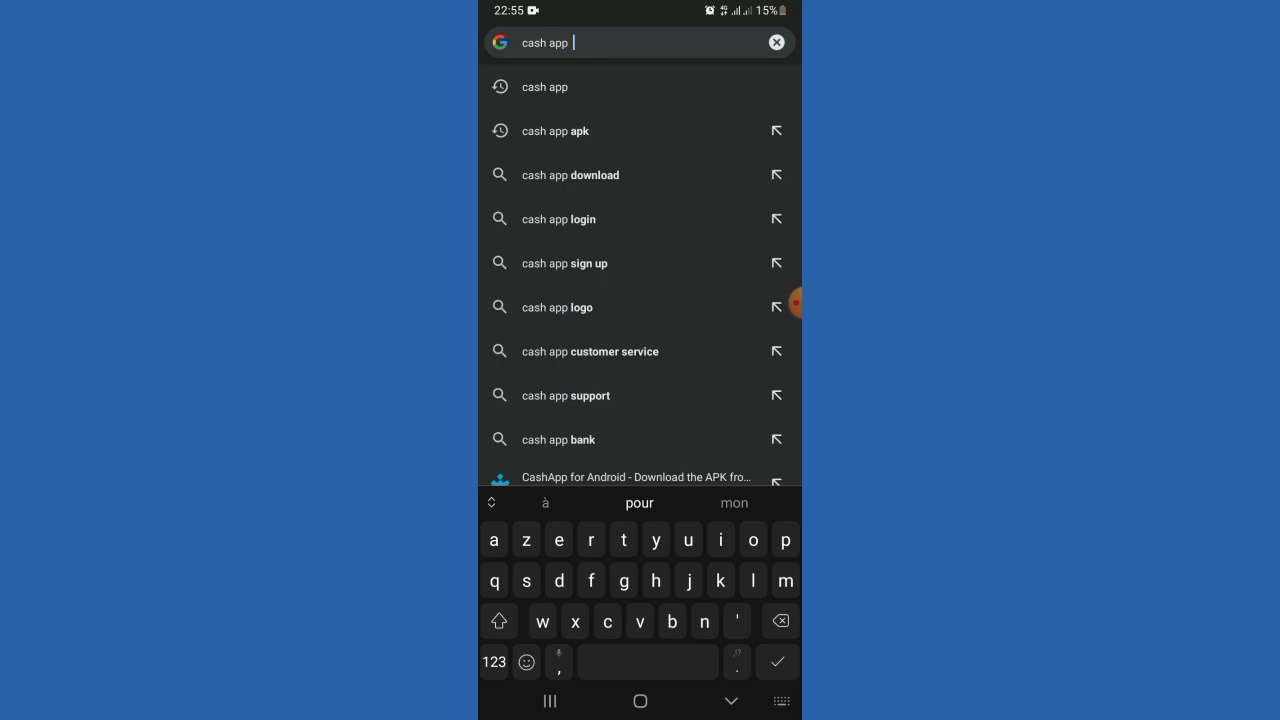 22:55 4G 15%
cash app
cash app
cash app apk
cash app download
cash app login
cash app sign up
cash app logo
cash app customer service
cash app support
cash app bank
CashApp for Android - Download the APK fro...
à pour mon
a z e r t y u i o p
q s d f g h j k l m
w x c v b n '
123 , .